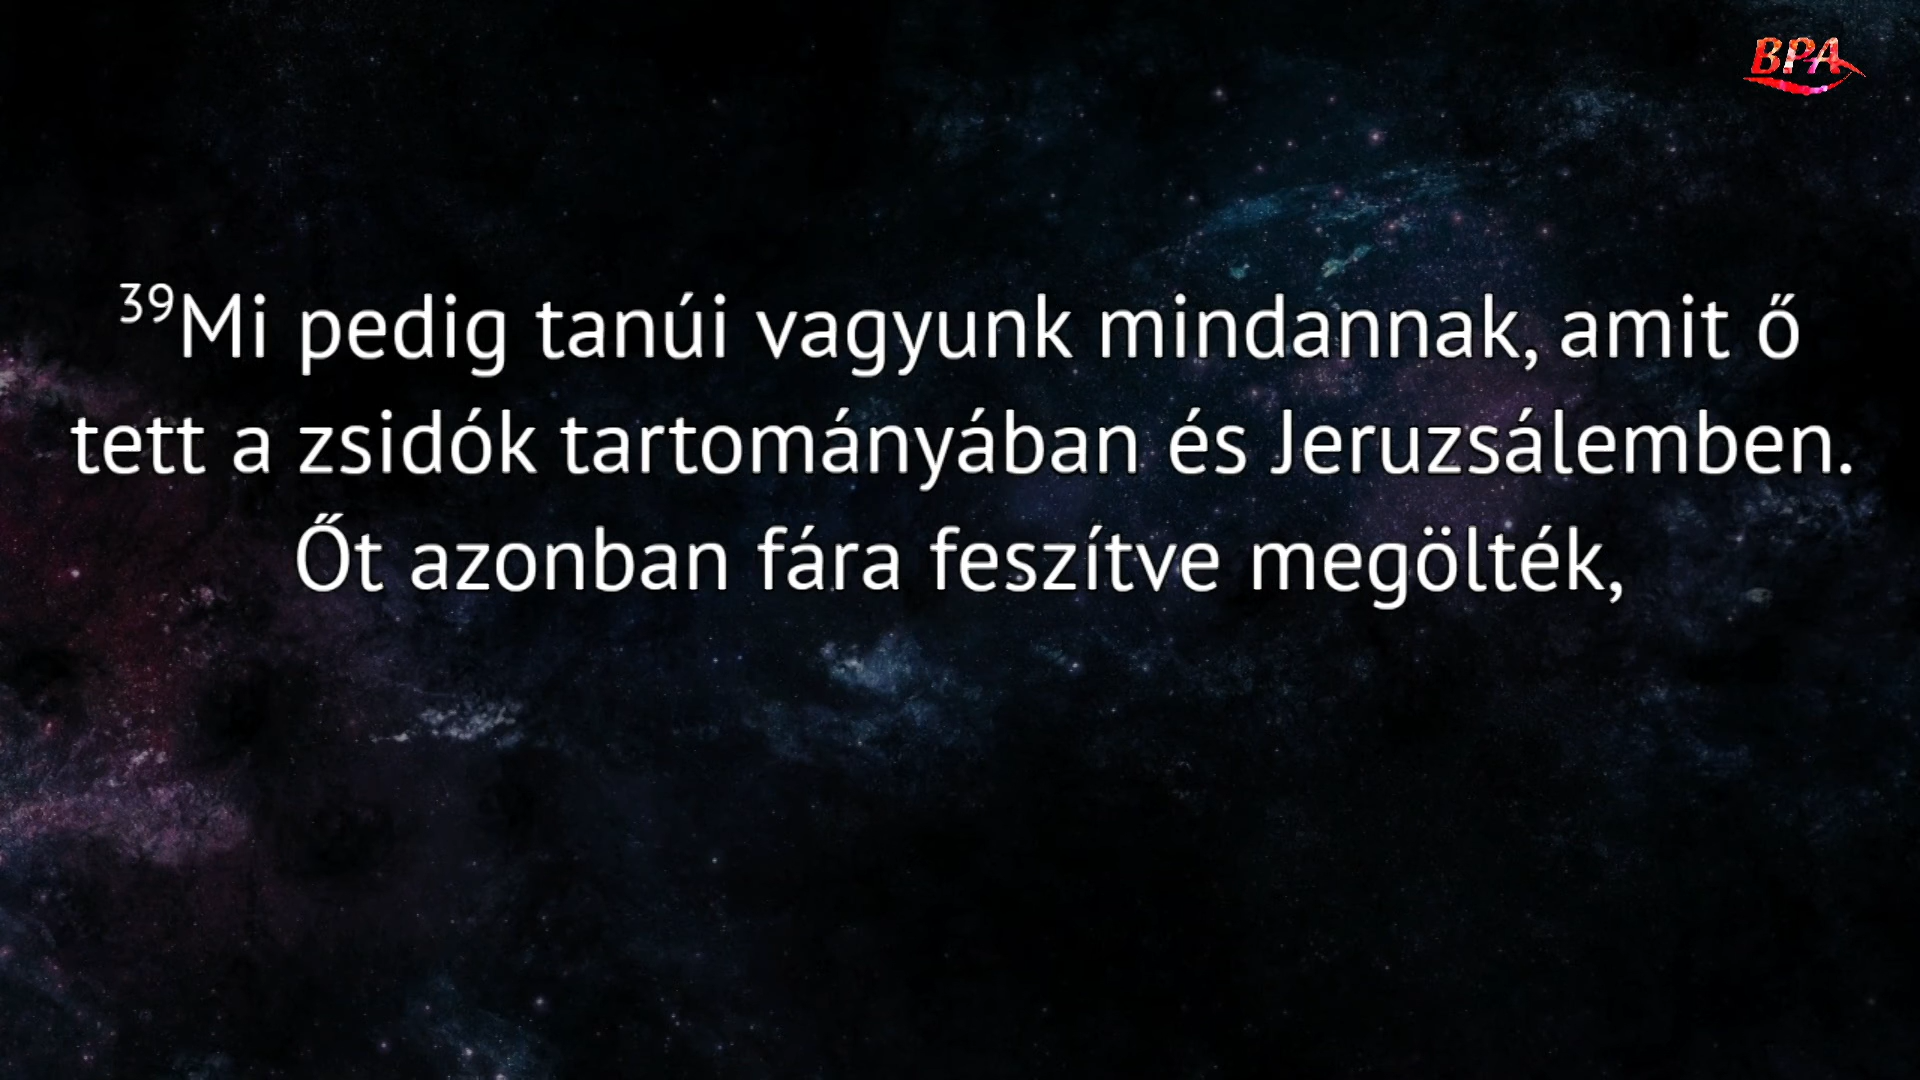 BPA
³⁹Mi pedig tanúi vagyunk mindannak, amit ő
tett a zsidók tartományában és Jeruzsálemben.
Őt azonban fára feszítve megölték,